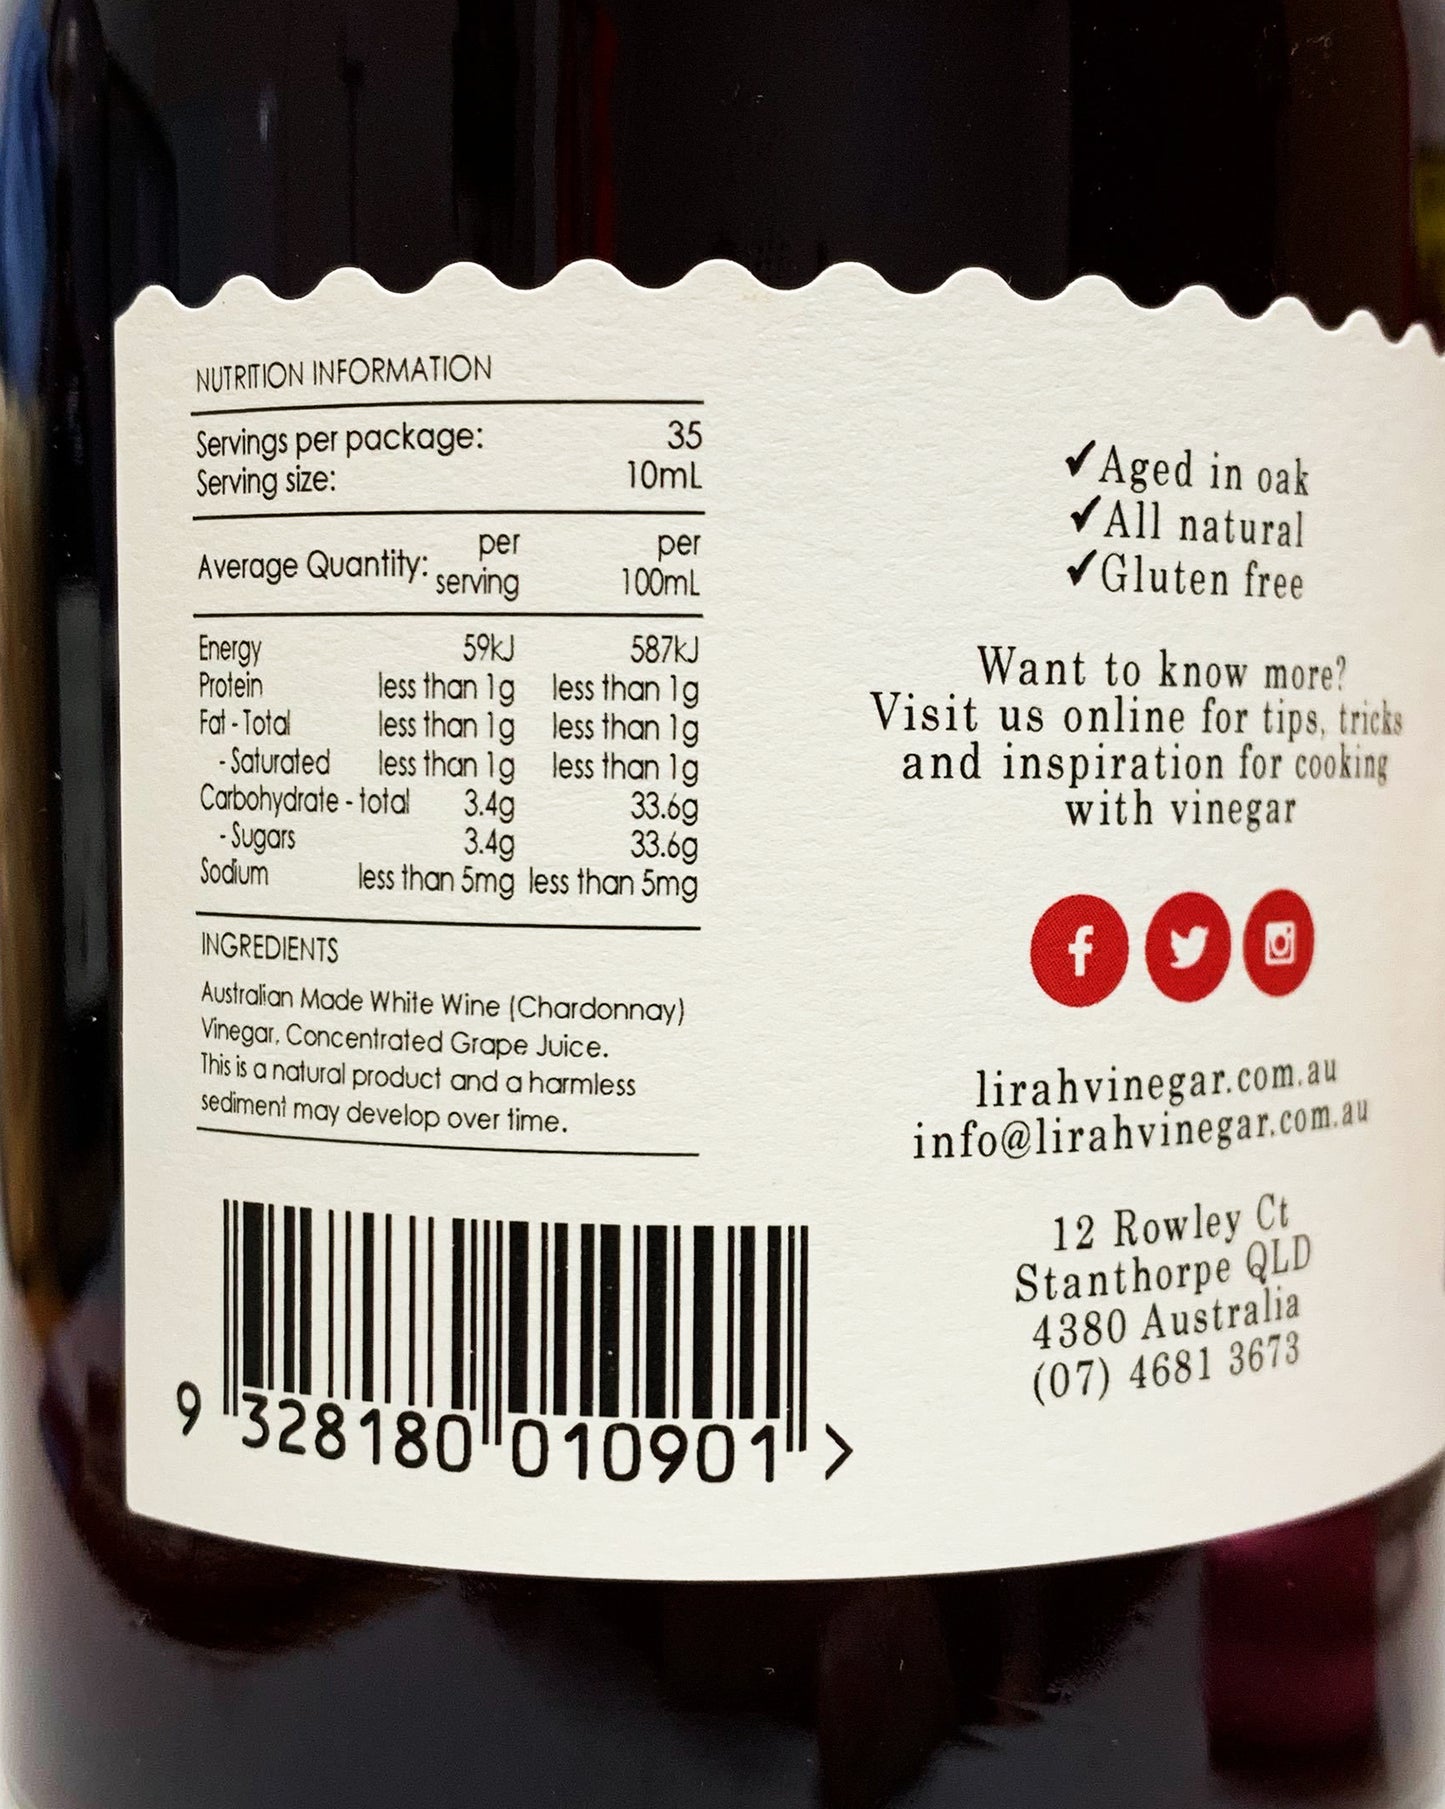 NUTRITION INFORMATION
Servings per package: 35
Serving size: 10mL
Average Quantity: per serving per 100mL
Energy 59kJ 587kJ
Protein less than 1g less than 1g
Fat - Total less than 1g less than 1g
- Saturated less than 1g less than 1g
Carbohydrate - total 3.4g 33.6g
- Sugars 3.4g 33.6g
Sodium less than 5mg less than 5mg
INGREDIENTS
Australian Made White Wine (Chardonnay)
Vinegar, Concentrated Grape Juice.
This is a natural product and a harmless
sediment may develop over time.
9 328180 010901 >
✓Aged in oak
✓All natural
✓Gluten free
Want to know more?
Visit us online for tips, tricks
and inspiration for cooking
with vinegar
lirahvinegar.com.au
info@lirahvinegar.com.au
12 Rowley Ct
Stanthorpe QLD
4380 Australia
(07) 4681 3673